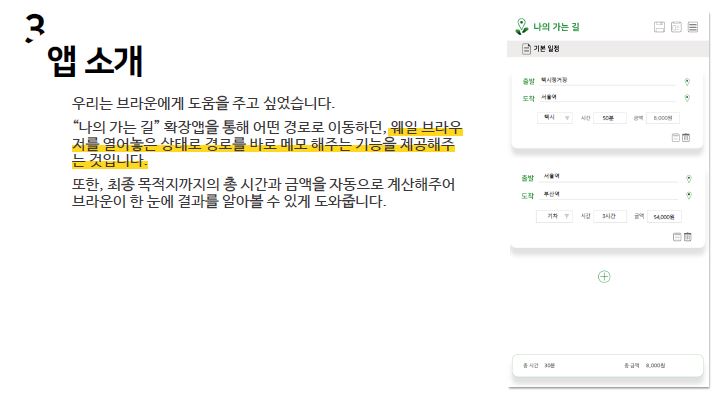 3
앱 소개
우리는 브라운에게 도움을 주고 싶었습니다.
“나의 가는 길” 확장앱을 통해 어떤 경로로 이동하던, 웨일 브라우
저를 열어놓은 상태로 경로를 바로 메모 해주는 기능을 제공해주
는 것입니다.
또한, 최종 목적지까지의 총 시간과 금액을 자동으로 계산해주어
브라운이 한 눈에 결과를 알아볼 수 있게 도와줍니다.
나의 가는 길
기본 일정
출발 택시정거장
도착 서울역
택시 시간 50분 금액 8,000원
출발 서울역
도착 부산역
기차 시간 3시간 금액 54,000원
총 시간 30분 총 금액 8,000원